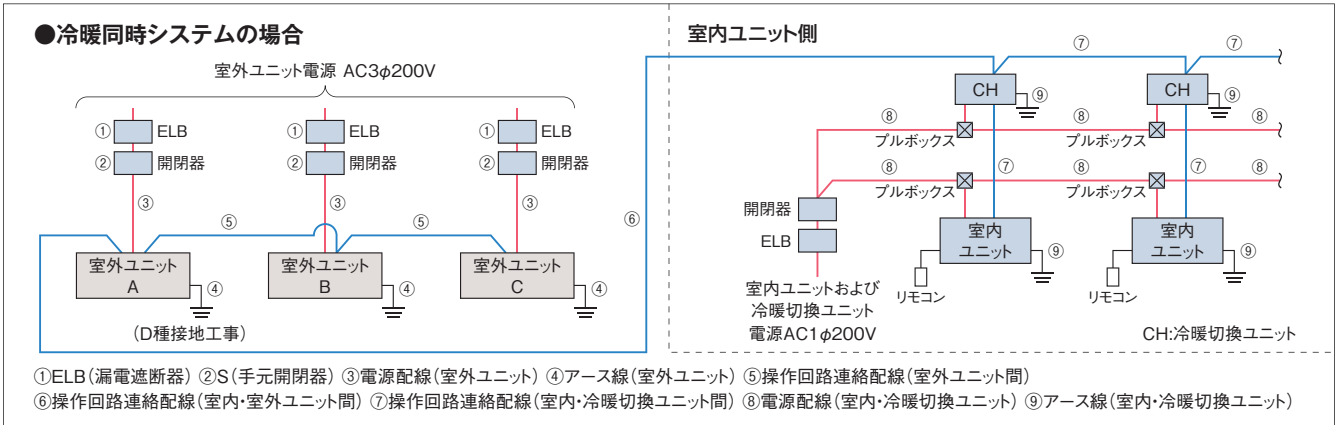 ●冷暖同時システムの場合
室外ユニット電源 AC3φ200V
① ELB
① ELB
① ELB
② 開閉器
② 開閉器
② 開閉器
③
③
③
⑤
⑤
⑥
室外ユニット
A
④
室外ユニット
B
④
室外ユニット
C
④
(D種接地工事)
室内ユニット側
⑦
⑦
CH
⑨
CH
⑨
⑧
プルボックス
⑧
プルボックス
⑧
⑧
プルボックス
⑦
⑧
プルボックス
⑦
⑧
開閉器
ELB
室内ユニットおよび
冷暖切換ユニット
電源AC1φ200V
室内
ユニット
⑨
リモコン
室内
ユニット
⑨
リモコン
CH:冷暖切換ユニット
①ELB(漏電遮断器) ②S(手元開閉器) ③電源配線(室外ユニット) ④アース線(室外ユニット) ⑤操作回路連絡配線(室外ユニット間)
⑥操作回路連絡配線(室内・室外ユニット間) ⑦操作回路連絡配線(室内・冷暖切換ユニット間) ⑧電源配線(室内・冷暖切換ユニット) ⑨アース線(室内・冷暖切換ユニット)